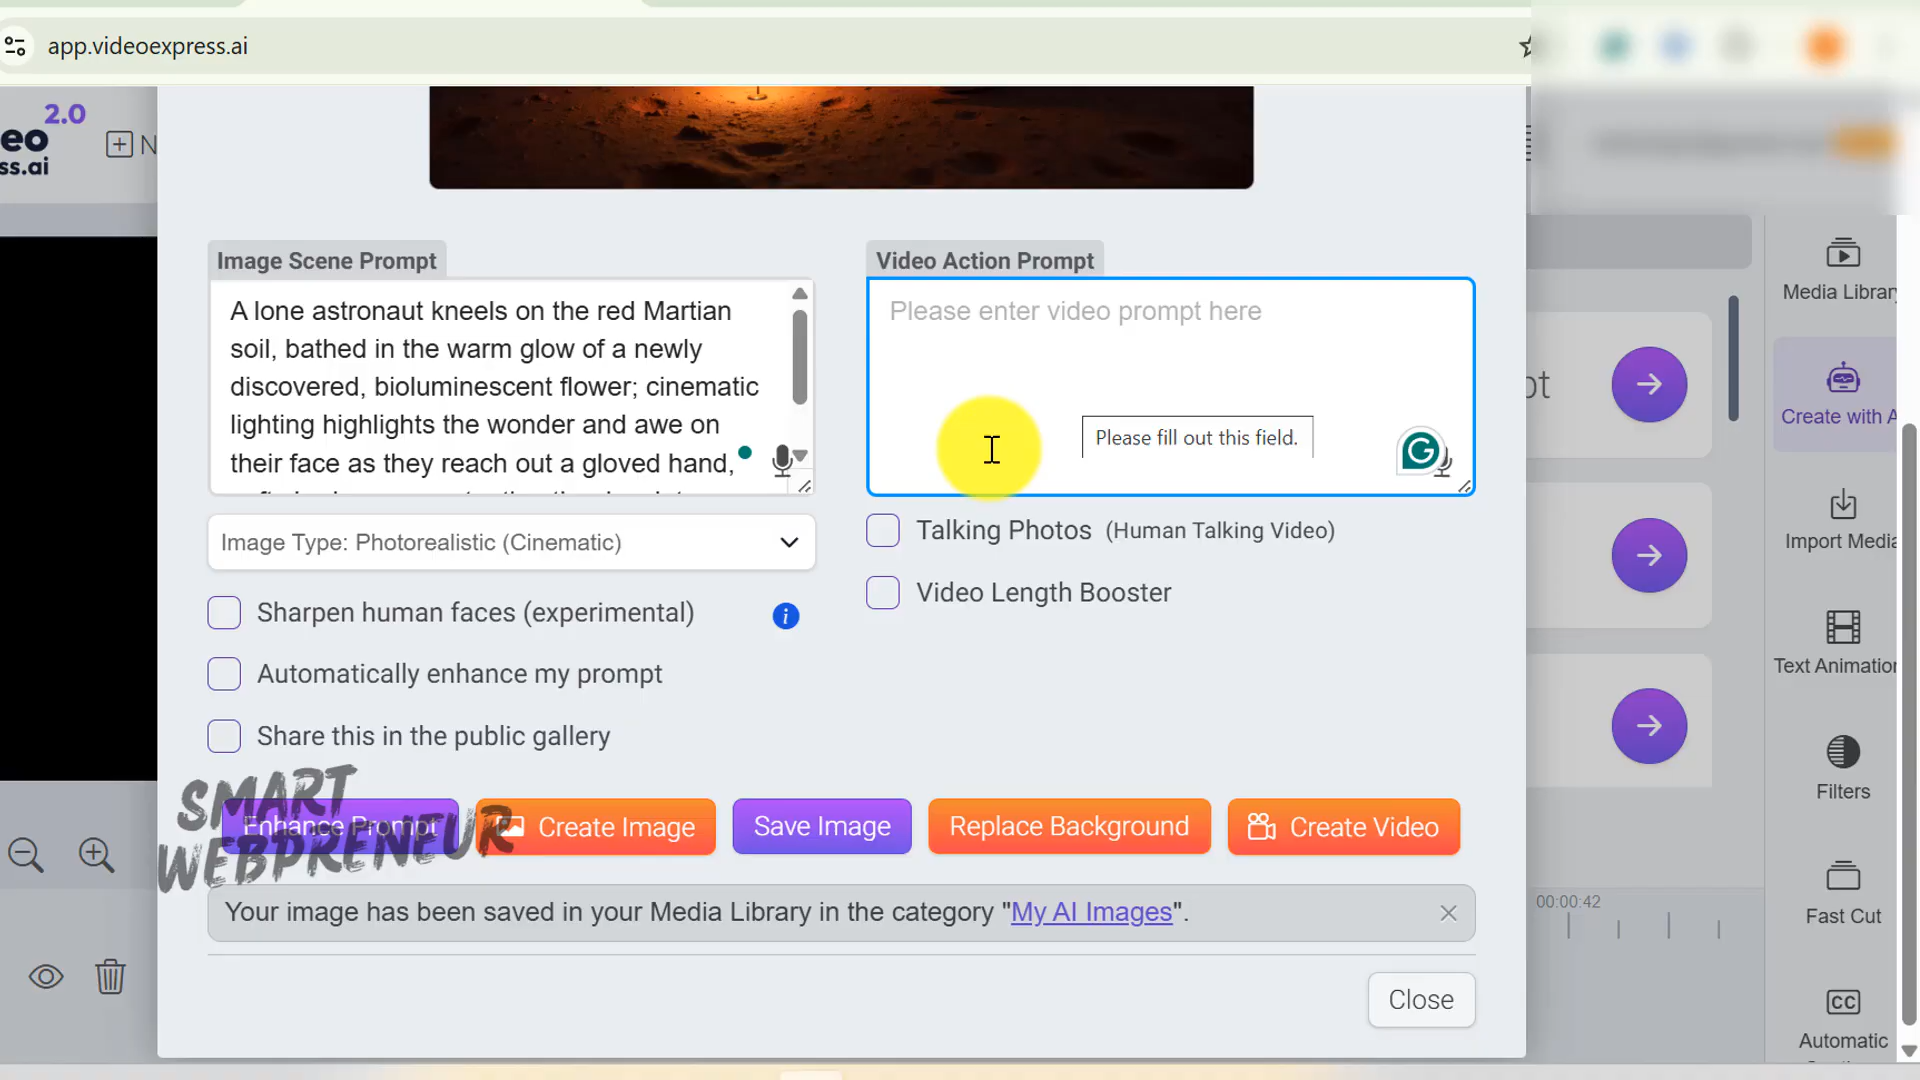 app.videoexpress.ai
2.0
eo
ss.ai
N
Image Scene Prompt
A lone astronaut kneels on the red Martian
soil, bathed in the warm glow of a newly
discovered, bioluminescent flower; cinematic
lighting highlights the wonder and awe on
their face as they reach out a gloved hand,
Image Type: Photorealistic (Cinematic)
Sharpen human faces (experimental)
i
Automatically enhance my prompt
Share this in the public gallery
Video Action Prompt
Please enter video prompt here
Please fill out this field.
G
Talking Photos (Human Talking Video)
Video Length Booster
Enhance Prompt
Create Image
Save Image
Replace Background
Create Video
SMART
WEBPRENEUR
Your image has been saved in your Media Library in the category "My AI Images".
Close
pt
00:00:42
Media Library
Create with A
Import Media
Text Animation
Filters
Fast Cut
CC
Automatic